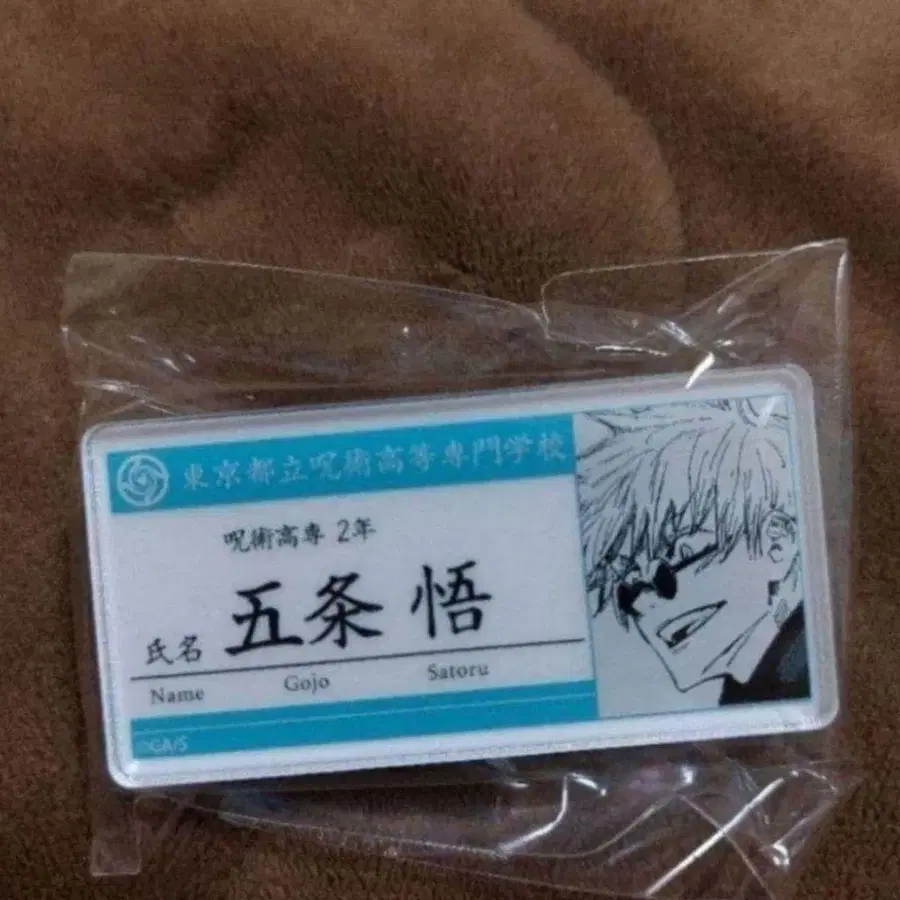 東京都立呪術高等専門学校
呪術高専 2年
氏名 五条 悟
Name Gojo Satoru
©GA/S